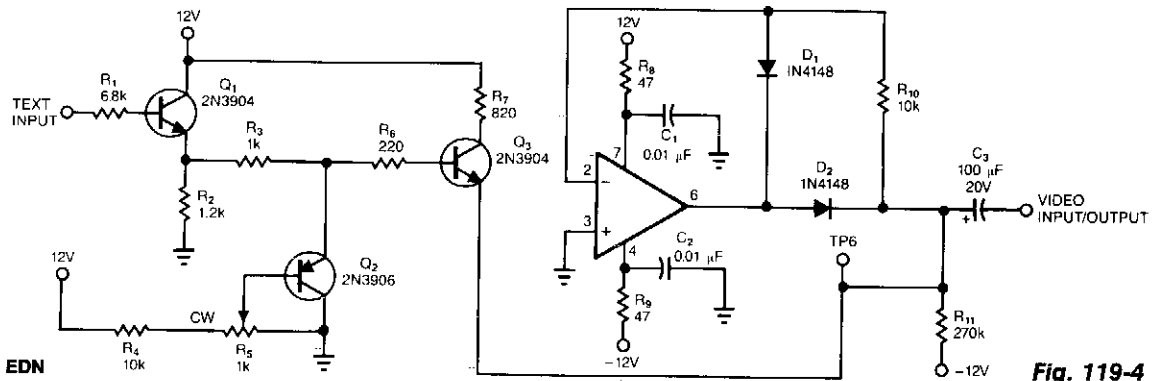 12V
R1
6.8k
TEXT
INPUT
Q1
2N3904
R2
1.2k
R3
1k
R6
220
R7
820
Q3
2N3904
Q2
2N3906
12V
R4
10k
CW
R5
1k
EDN
12V
R8
47
C1
0.01 µF
7
2
−
3
+
6
4
C2
0.01 µF
R9
47
−12V
D1
IN4148
D2
1N4148
R10
10k
C3
100 µF
20V
+
VIDEO
INPUT/OUTPUT
TP6
R11
270k
−12V
Fig. 119-4